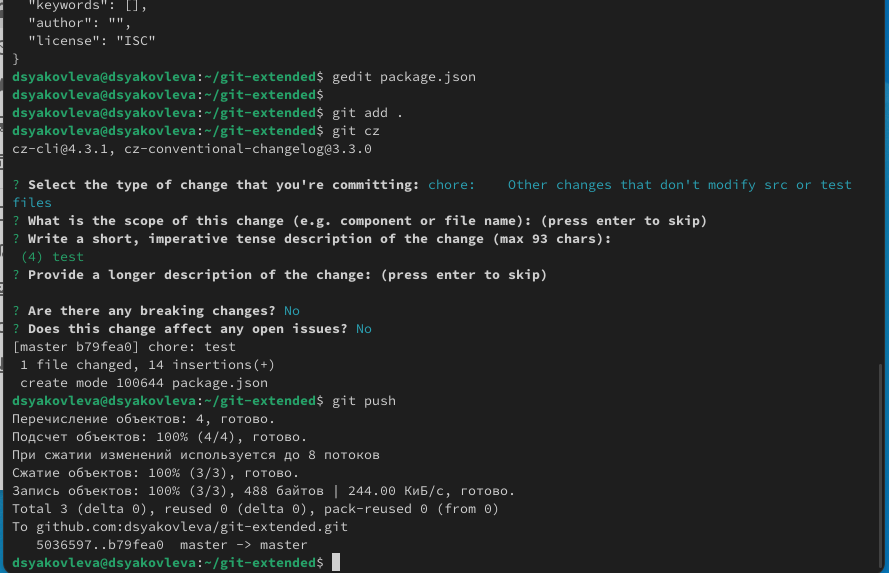 "keywords": [],
"author": "",
"license": "ISC"
}
dsyakovleva@dsyakovleva:~/git-extended$ gedit package.json
dsyakovleva@dsyakovleva:~/git-extended$
dsyakovleva@dsyakovleva:~/git-extended$ git add .
dsyakovleva@dsyakovleva:~/git-extended$ git cz
cz-cli@4.3.1, cz-conventional-changelog@3.3.0
? Select the type of change that you're committing: chore:    Other changes that don't modify src or test
files
? What is the scope of this change (e.g. component or file name): (press enter to skip)
? Write a short, imperative tense description of the change (max 93 chars):
(4) test
? Provide a longer description of the change: (press enter to skip)
? Are there any breaking changes? No
? Does this change affect any open issues? No
[master b79fea0] chore: test
1 file changed, 14 insertions(+)
create mode 100644 package.json
dsyakovleva@dsyakovleva:~/git-extended$ git push
Перечисление объектов: 4, готово.
Подсчет объектов: 100% (4/4), готово.
При сжатии изменений используется до 8 потоков
Сжатие объектов: 100% (3/3), готово.
Запись объектов: 100% (3/3), 488 байтов | 244.00 КиБ/с, готово.
Total 3 (delta 0), reused 0 (delta 0), pack-reused 0 (from 0)
To github.com:dsyakovleva/git-extended.git
5036597..b79fea0  master -> master
dsyakovleva@dsyakovleva:~/git-extended$